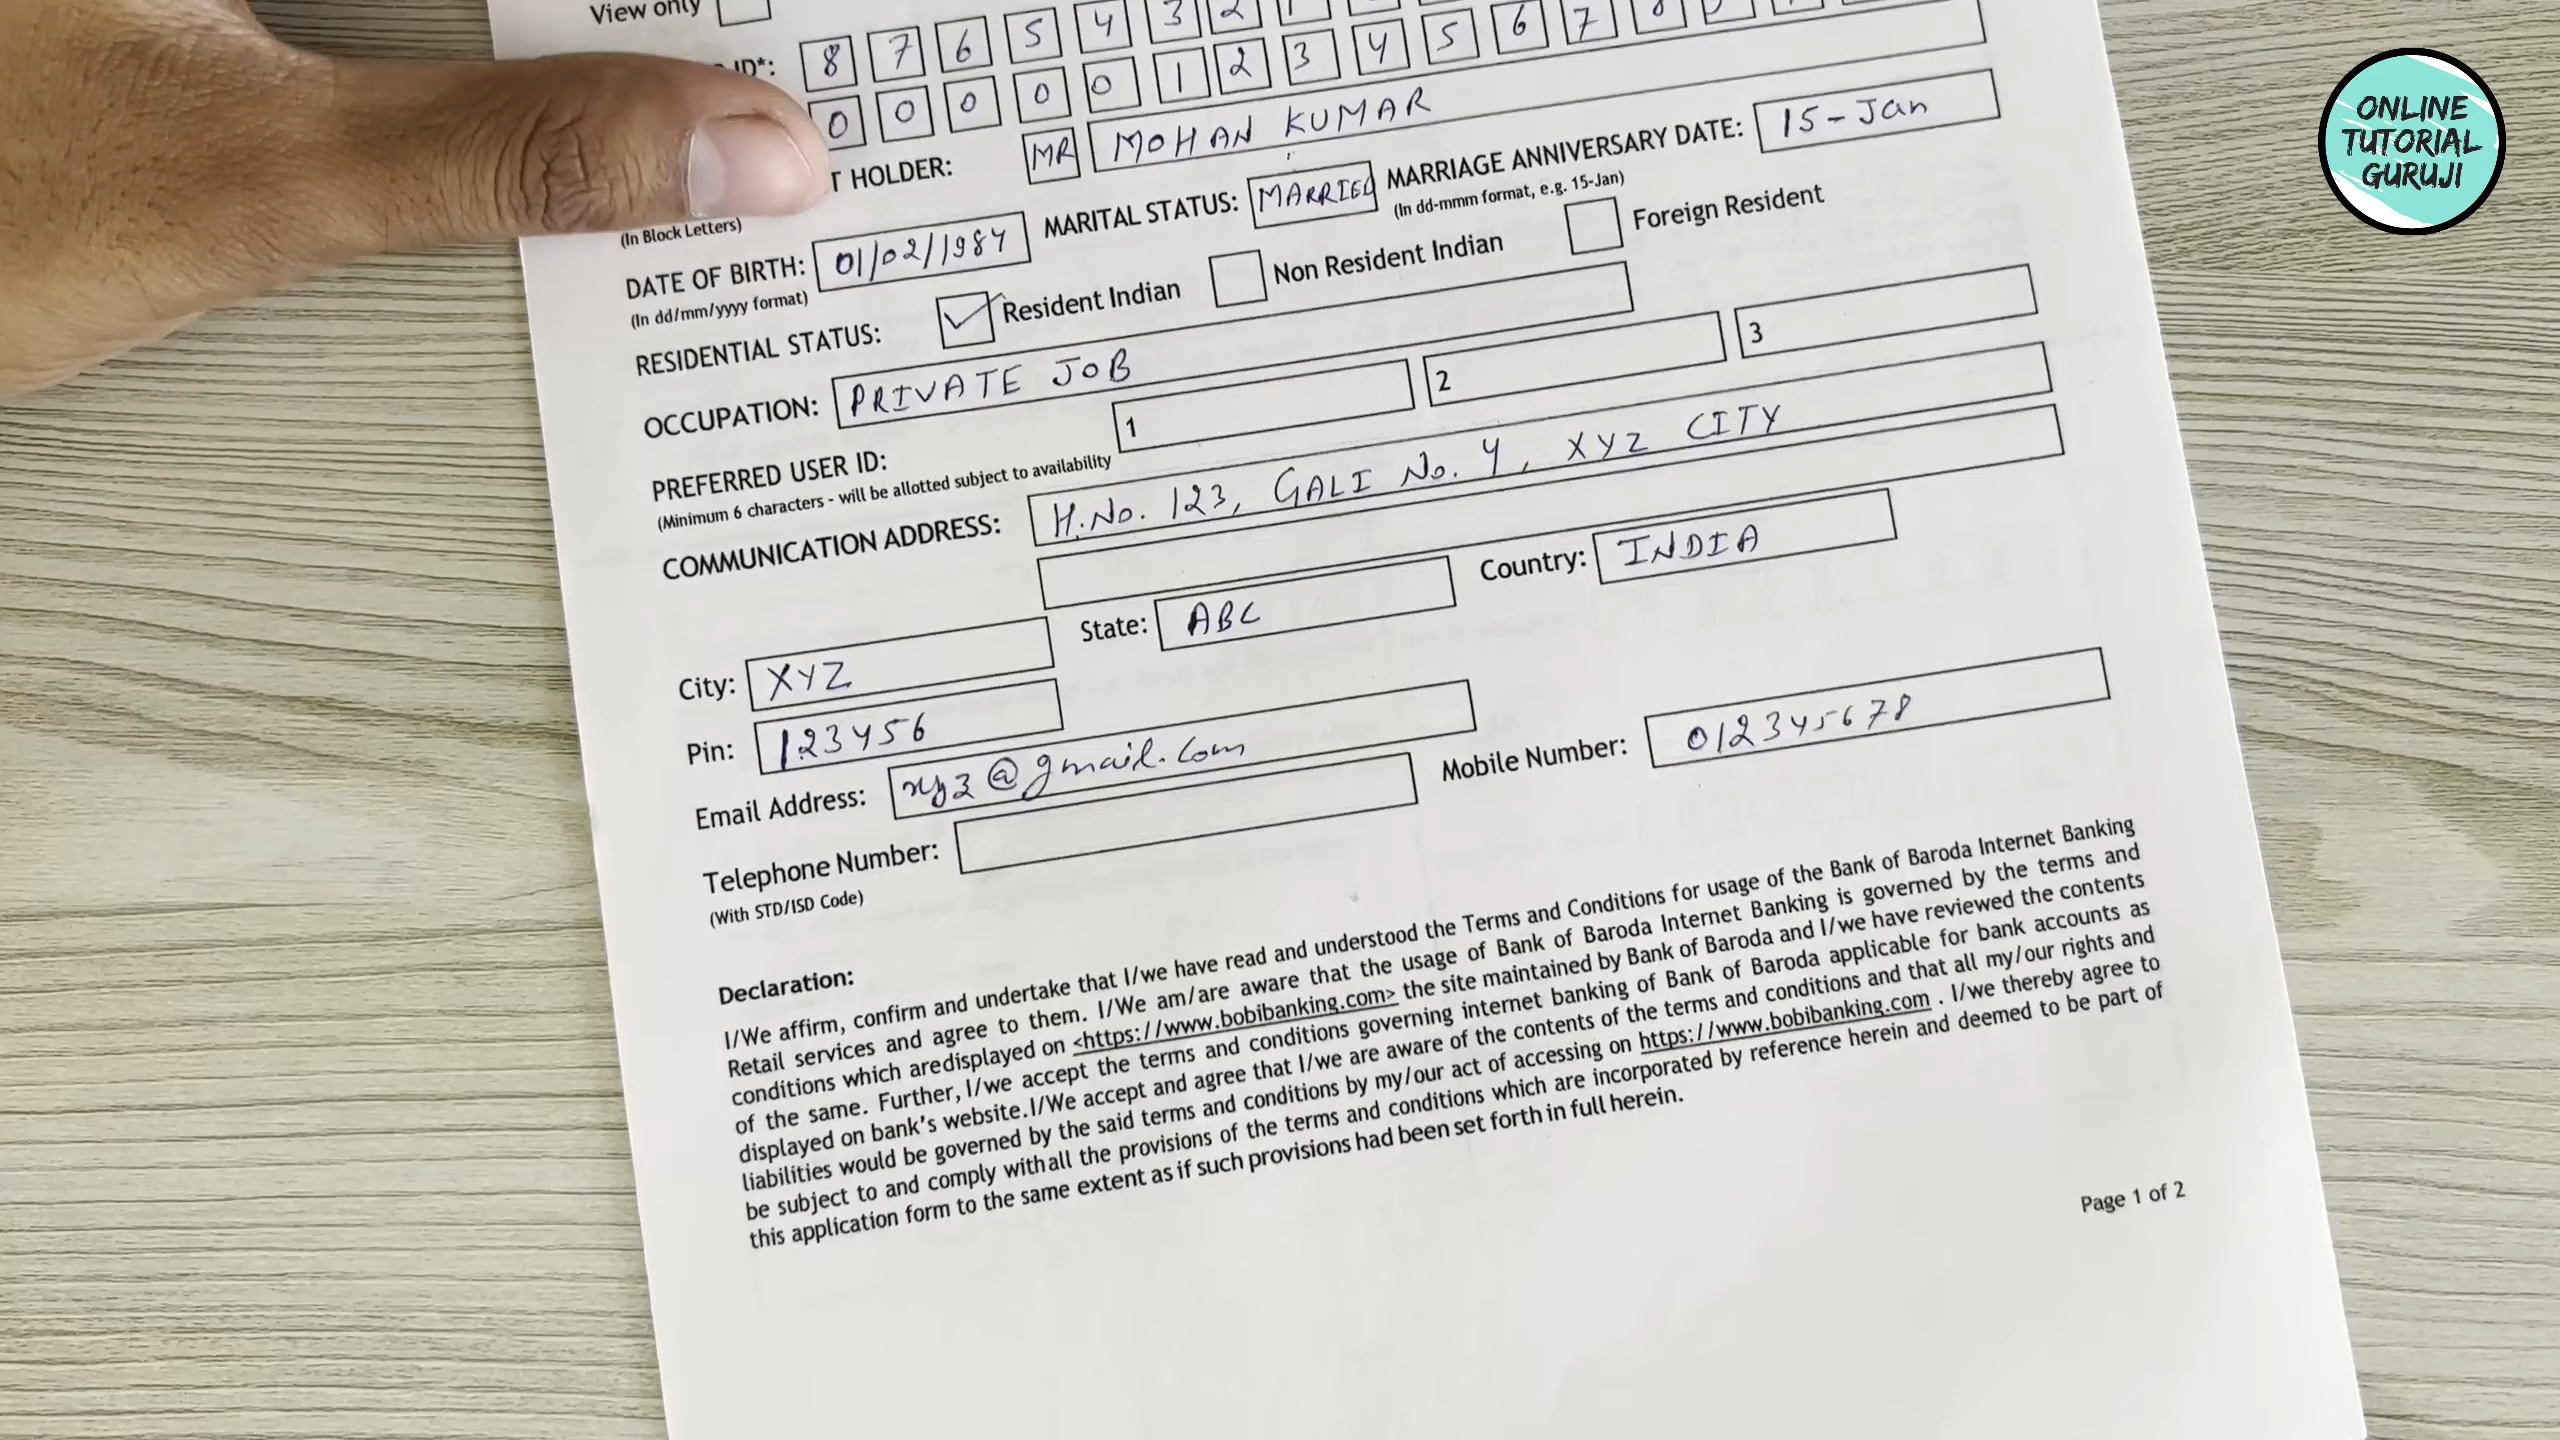 View only
ID*: 8 7 6 5 4 3 2 1
0 0 0 0 0 1 2 3 4 5 6 7 8
T HOLDER: MR MOHAN KUMAR
(In Block Letters)
DATE OF BIRTH: 01/02/1984 MARITAL STATUS: MARRIED MARRIAGE ANNIVERSARY DATE: 15-Jan
(In dd/mm/yyyy format) (In dd-mmm format, e.g. 15-Jan)
RESIDENTIAL STATUS: Resident Indian Non Resident Indian Foreign Resident
OCCUPATION: PRIVATE JOB
PREFERRED USER ID: 1 2 3
(Minimum 6 characters - will be allotted subject to availability
COMMUNICATION ADDRESS: H.No. 123, GALI No. 4, XYZ CITY
City: XYZ State: ABC Country: INDIA
Pin: 123456
Email Address: xyz@gmail.com Mobile Number: 012345678
Telephone Number:
(With STD/ISD Code)
Declaration:
I/We affirm, confirm and undertake that I/we have read and understood the Terms and Conditions for usage of the Bank of Baroda Internet Banking
Retail services and agree to them. I/We am/are aware that the usage of Bank of Baroda Internet Banking is governed by the terms and
conditions which are displayed on <https://www.bobibanking.com> the site maintained by Bank of Baroda and I/we have reviewed the contents
of the same. Further, I/we accept the terms and conditions governing internet banking of Bank of Baroda applicable for bank accounts as
displayed on bank's website. I/We accept and agree that I/we are aware of the contents of the terms and conditions and that all my/our rights and
liabilities would be governed by the said terms and conditions by my/our act of accessing on https://www.bobibanking.com . I/we thereby agree to
be subject to and comply with all the provisions of the terms and conditions which are incorporated by reference herein and deemed to be part of
this application form to the same extent as if such provisions had been set forth in full herein.
Page 1 of 2
ONLINE
TUTORIAL
GURUJI